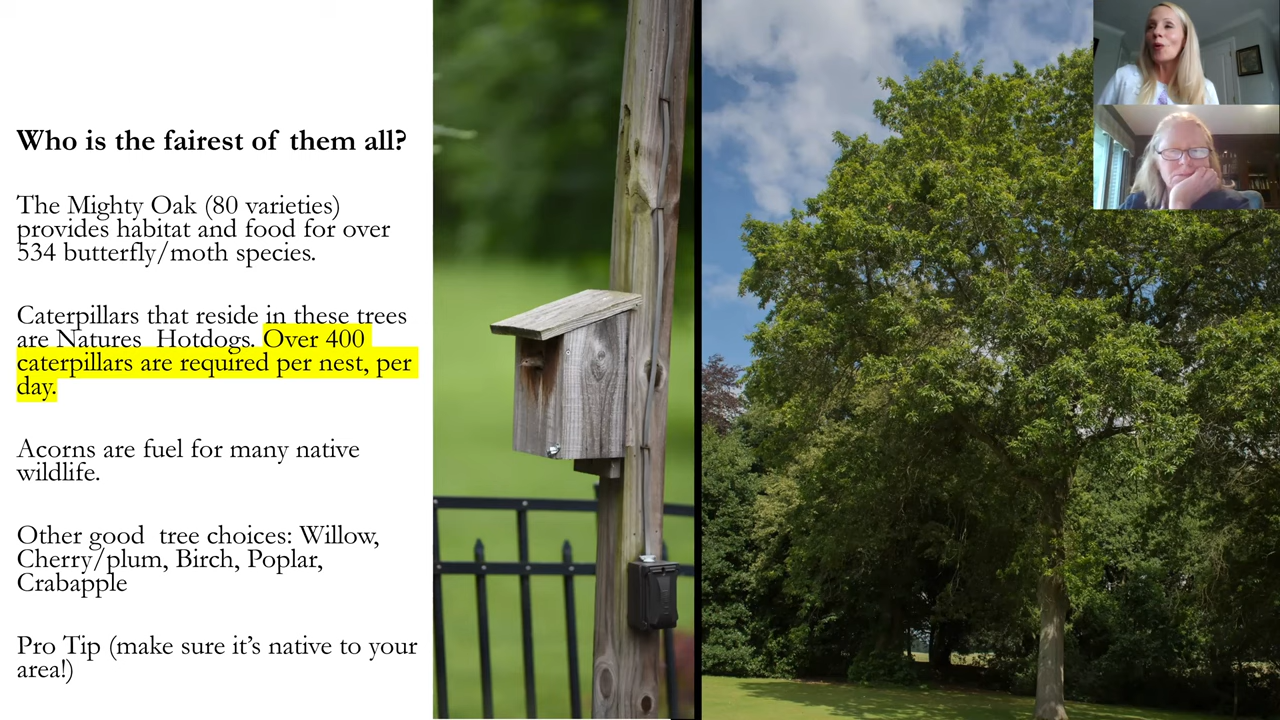 Who is the fairest of them all?
The Mighty Oak (80 varieties)
provides habitat and food for over
534 butterfly/moth species.
Caterpillars that reside in these trees
are Natures  Hotdogs. Over 400
caterpillars are required per nest, per
day.
Acorns are fuel for many native
wildlife.
Other good  tree choices: Willow,
Cherry/plum, Birch, Poplar,
Crabapple
Pro Tip (make sure it’s native to your
area!)